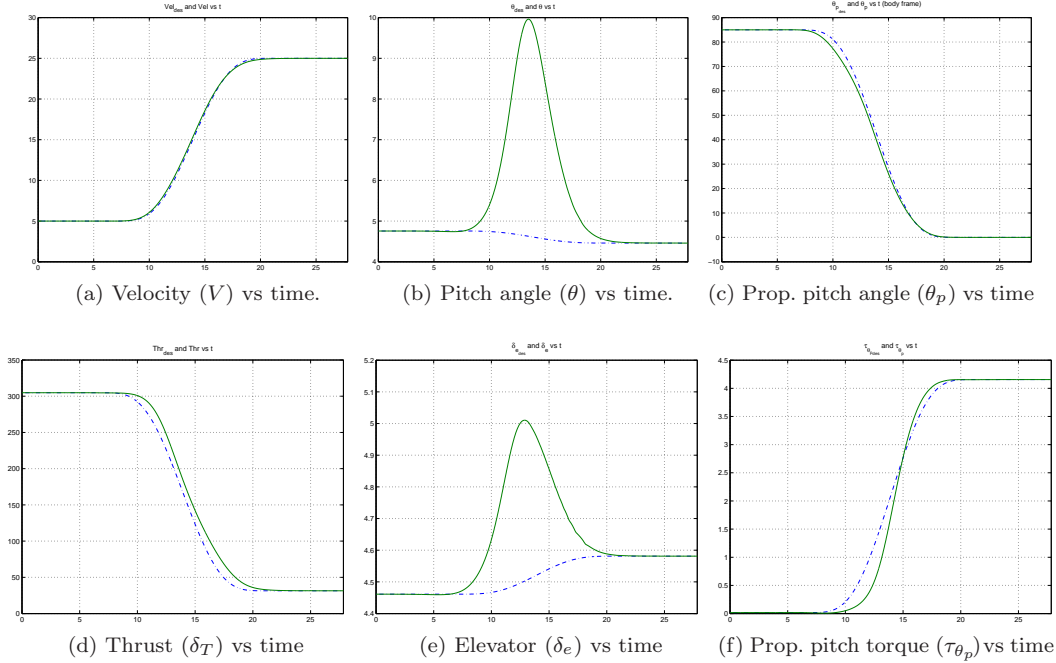 Vel_des and Vel vs t
θ_des and θ vs t
θ_p_des and θ_p vs t (body frame)
30
25
20
15
10
5
0
0 5 10 15 20 25
10
9
8
7
6
5
4
0 5 10 15 20 25
90
80
70
60
50
40
30
20
10
0
−10
0 5 10 15 20 25
(a) Velocity (V) vs time.
(b) Pitch angle (θ) vs time.
(c) Prop. pitch angle (θ_p) vs time
Thr_des and Thr vs t
δ_e_des and δ_e vs t
τ_θ_Pdes and τ_θ_p vs t
350
300
250
200
150
100
50
0
0 5 10 15 20 25
5.2
5.1
5
4.9
4.8
4.7
4.6
4.5
4.4
0 5 10 15 20 25
4.5
4
3.5
3
2.5
2
1.5
1
0.5
0
0 5 10 15 20 25
(d) Thrust (δ_T) vs time
(e) Elevator (δ_e) vs time
(f) Prop. pitch torque (τ_θ_p) vs time